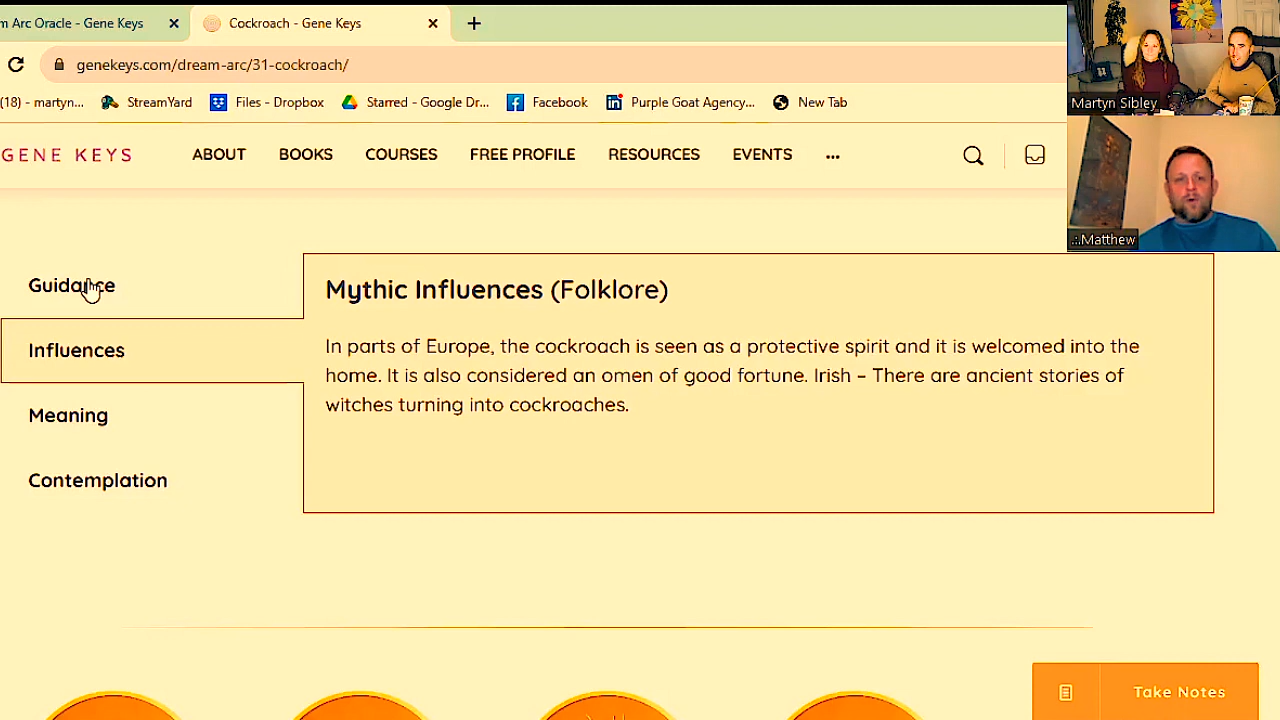 m Arc Oracle - Gene Keys
Cockroach - Gene Keys
genekeys.com/dream-arc/31-cockroach/
(18) - martyn...
StreamYard
Files - Dropbox
Starred - Google Dr...
Facebook
Purple Goat Agency...
New Tab
Martyn Sibley
GENE KEYS
ABOUT
BOOKS
COURSES
FREE PROFILE
RESOURCES
EVENTS
...
.:.Matthew
Guidance
Influences
Meaning
Contemplation
Mythic Influences (Folklore)
In parts of Europe, the cockroach is seen as a protective spirit and it is welcomed into the
home. It is also considered an omen of good fortune. Irish – There are ancient stories of
witches turning into cockroaches.
Take Notes